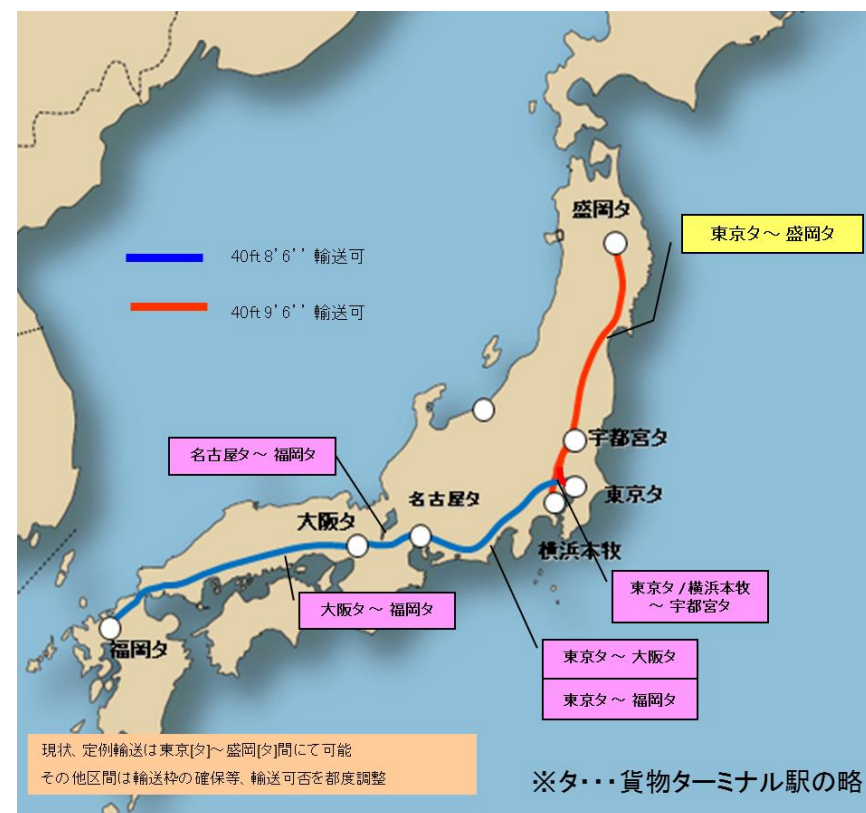 盛岡タ
東京タ～ 盛岡タ
40ft 8'6'' 輸送可
40ft 9'6'' 輸送可
宇都宮タ
名古屋タ～ 福岡タ
東京タ
名古屋タ
大阪タ
横浜本牧
東京タ/横浜本牧
～ 宇都宮タ
大阪タ～ 福岡タ
福岡タ
東京タ～ 大阪タ
東京タ～ 福岡タ
現状、定例輸送は東京[タ]～盛岡[タ]間にて可能
その他区間は輸送枠の確保等、輸送可否を都度調整
※タ・・・貨物ターミナル駅の略